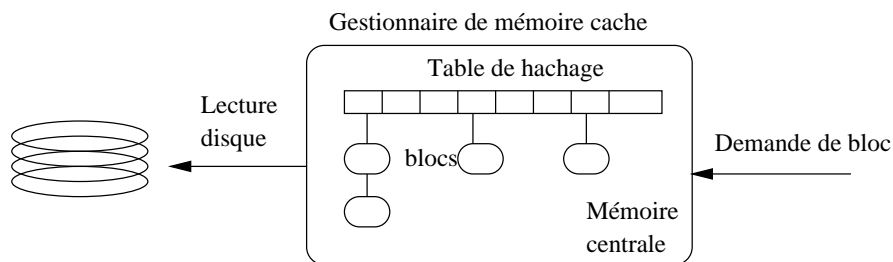 Gestionnaire de mémoire cache
Table de hachage
Lecture
disque
blocs
Demande de bloc
Mémoire
centrale